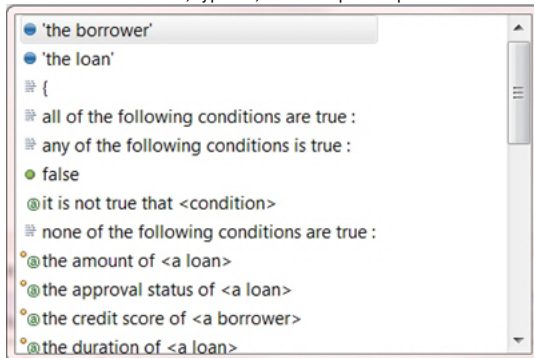 'the borrower'
'the loan'
{
all of the following conditions are true :
any of the following conditions is true :
false
it is not true that <condition>
none of the following conditions are true :
the amount of <a loan>
the approval status of <a loan>
the credit score of <a borrower>
the duration of <a loan>